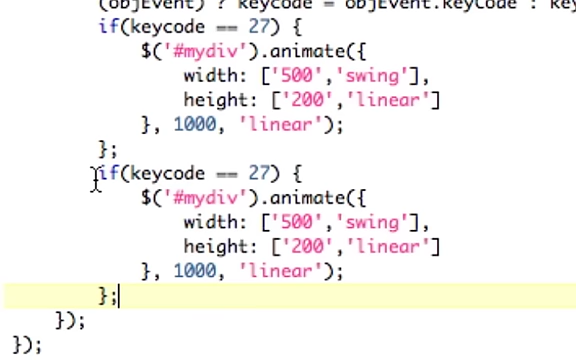 (objEvent) ? keycode = objEvent.keyCode :
if(keycode == 27) {
$('#mydiv').animate({
width: ['500','swing'],
height: ['200','linear']
}, 1000, 'linear');
};
if(keycode == 27) {
$('#mydiv').animate({
width: ['500','swing'],
height: ['200','linear']
}, 1000, 'linear');
};
});
});